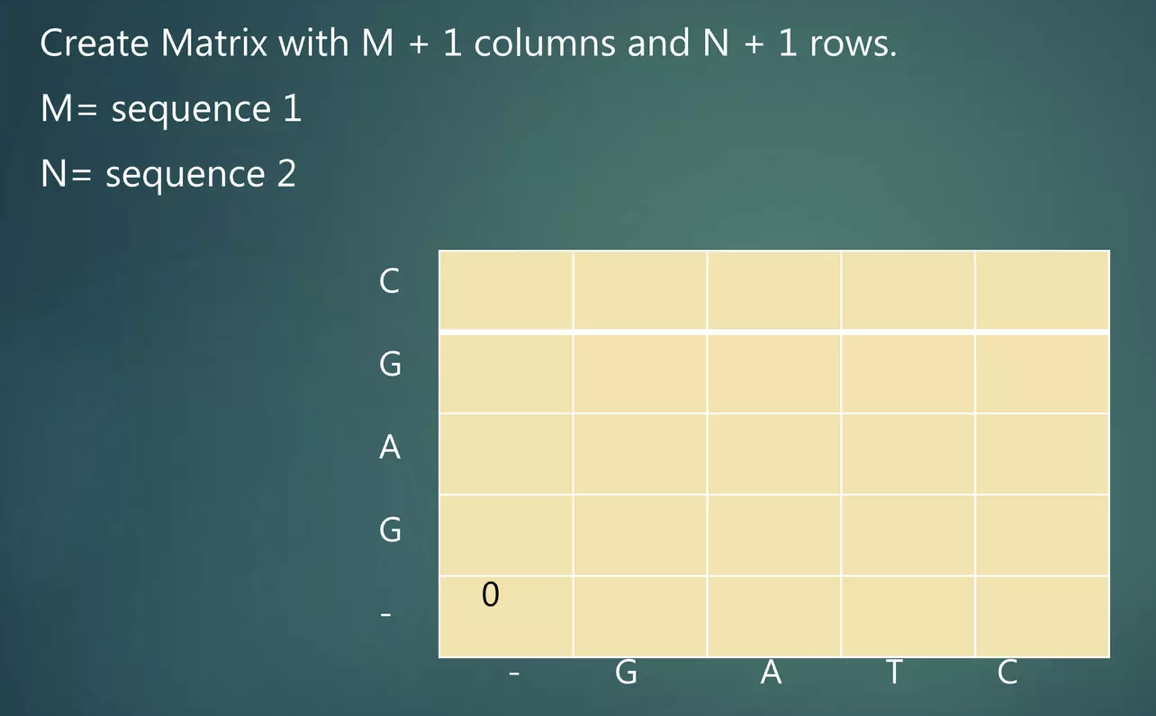 Create Matrix with M + 1 columns and N + 1 rows.
M= sequence 1
N= sequence 2
C
G
A
G
0
-
- G A T C